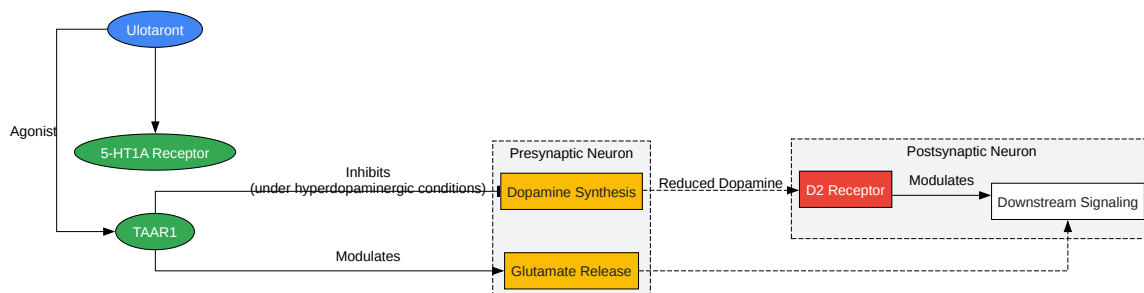 Ulotaront
Agonist
5-HT1A Receptor
Presynaptic Neuron
Postsynaptic Neuron
Inhibits
(under hyperdopaminergic conditions)
Dopamine Synthesis
Reduced Dopamine
D2 Receptor
Modulates
Downstream Signaling
TAAR1
Modulates
Glutamate Release